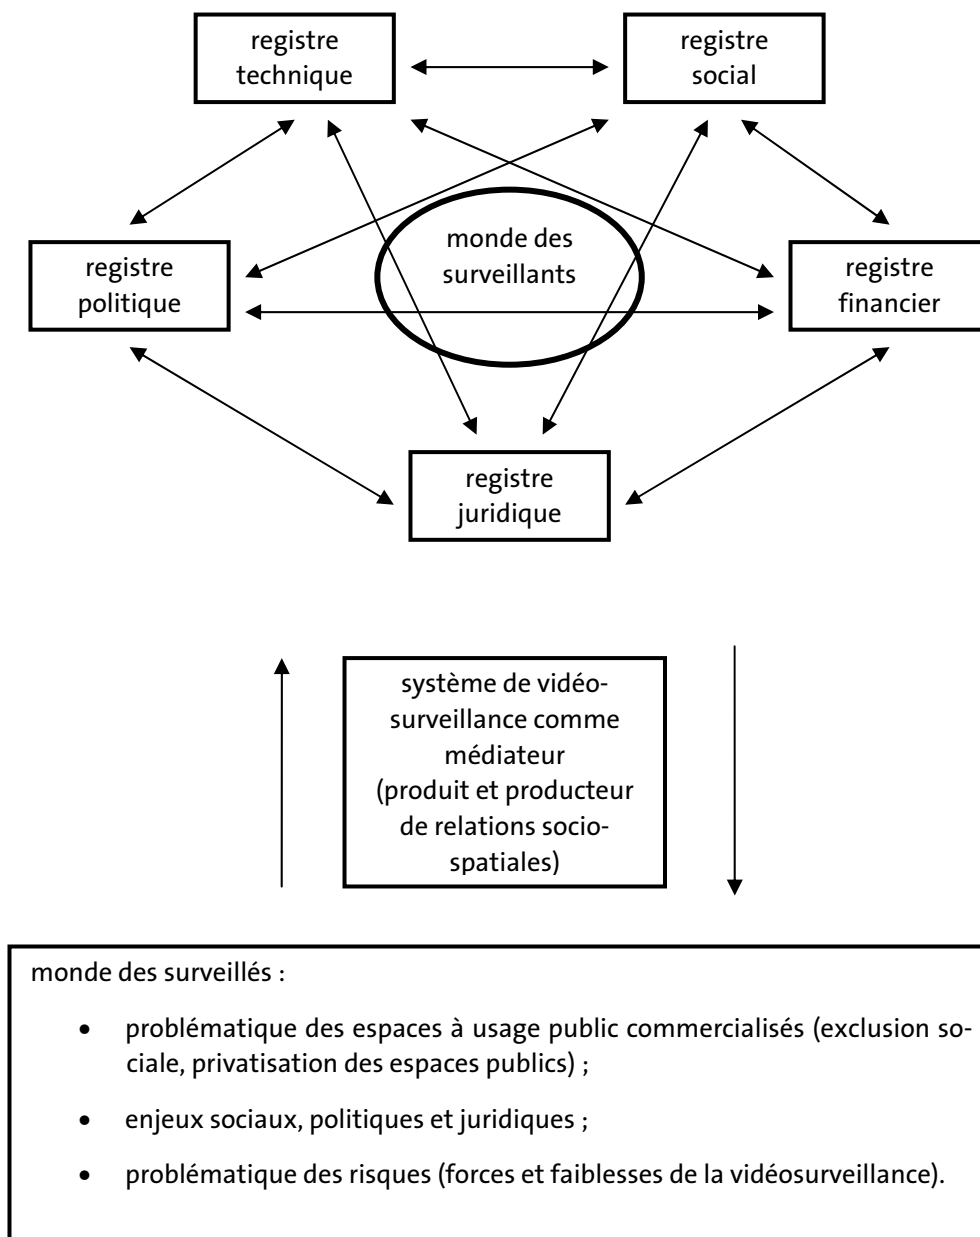 registre
technique
registre
social
monde des
surveillants
registre
politique
registre
financier
registre
juridique
système de vidéo-
surveillance comme
médiateur
(produit et producteur
de relations socio-
spatiales)
monde des surveillés :
• problématique des espaces à usage public commercialisés (exclusion so-
ciale, privatisation des espaces publics) ;
• enjeux sociaux, politiques et juridiques ;
• problématique des risques (forces et faiblesses de la vidéosurveillance).